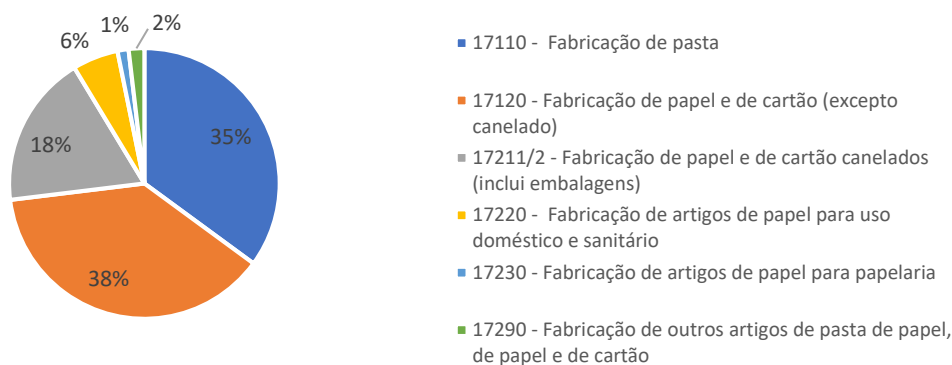 1%
2%
6%
35%
18%
38%
17110 -  Fabricação de pasta
17120 - Fabricação de papel e de cartão (excepto
canelado)
17211/2 - Fabricação de papel e de cartão canelados
(inclui embalagens)
17220 -  Fabricação de artigos de papel para uso
doméstico e sanitário
17230 - Fabricação de artigos de papel para papelaria
17290 - Fabricação de outros artigos de pasta de papel,
de papel e de cartão